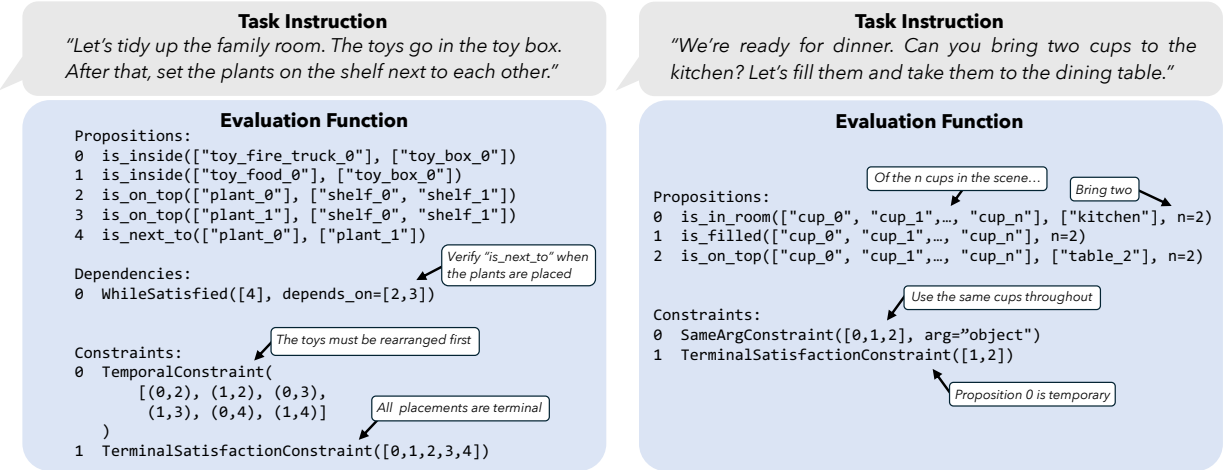 Task Instruction
“Let’s tidy up the family room. The toys go in the toy box.
After that, set the plants on the shelf next to each other.”
Evaluation Function
Propositions:
0 is_inside(["toy_fire_truck_0"], ["toy_box_0"])
1 is_inside(["toy_food_0"], ["toy_box_0"])
2 is_on_top(["plant_0"], ["shelf_0", "shelf_1"])
3 is_on_top(["plant_1"], ["shelf_0", "shelf_1"])
4 is_next_to(["plant_0"], ["plant_1"])
Verify “is_next_to” when
the plants are placed
Dependencies:
0 WhileSatisfied([4], depends_on=[2,3])
The toys must be rearranged first
Constraints:
0 TemporalConstraint(
[(0,2), (1,2), (0,3),
(1,3), (0,4), (1,4)]
)
All placements are terminal
1 TerminalSatisfactionConstraint([0,1,2,3,4])
Task Instruction
“We’re ready for dinner. Can you bring two cups to the
kitchen? Let’s fill them and take them to the dining table.”
Evaluation Function
Of the n cups in the scene…
Bring two
Propositions:
0 is_in_room(["cup_0", "cup_1",…, "cup_n"], ["kitchen"], n=2)
1 is_filled(["cup_0", "cup_1",…, "cup_n"], n=2)
2 is_on_top(["cup_0", "cup_1",…, "cup_n"], ["table_2"], n=2)
Use the same cups throughout
Constraints:
0 SameArgConstraint([0,1,2], arg=”object")
1 TerminalSatisfactionConstraint([1,2])
Proposition 0 is temporary